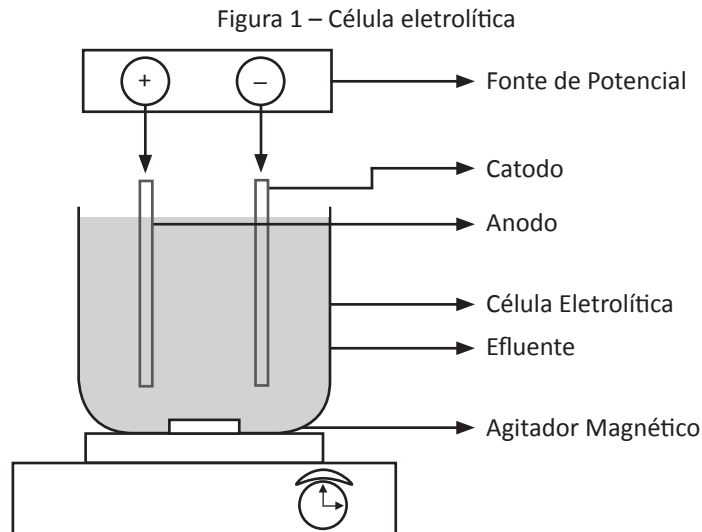 Figura 1 – Célula eletrolítica
+
–
Fonte de Potencial
Catodo
Anodo
Célula Eletrolítica
Efluente
Agitador Magnético